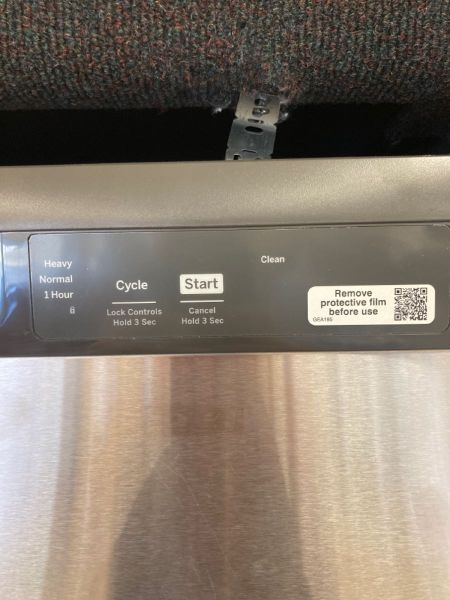 Heavy
Normal
1 Hour
Cycle
Lock Controls
Hold 3 Sec
Start
Cancel
Hold 3 Sec
Clean
Remove
protective film
before use
GEA195